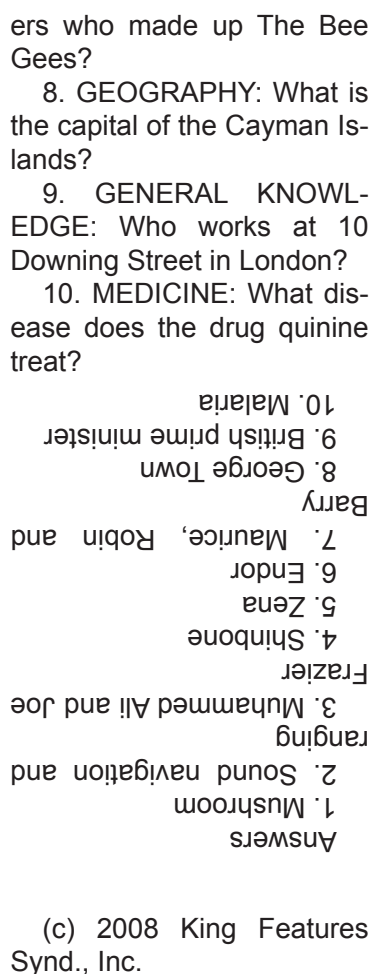 ers who made up The Bee
Gees?
8. GEOGRAPHY: What is
the capital of the Cayman Is-
lands?
9. GENERAL KNOWL-
EDGE: Who works at 10
Downing Street in London?
10. MEDICINE: What dis-
ease does the drug quinine
treat?
Answers
1. Mushroom
2. Sound navigation and
ranging
3. Muhammed Ali and Joe
Frazier
4. Shinbone
5. Zena
6. Endor
7. Maurice, Robin and
Barry
8. George Town
9. British prime minister
10. Malaria
(c) 2008 King Features
Synd., Inc.